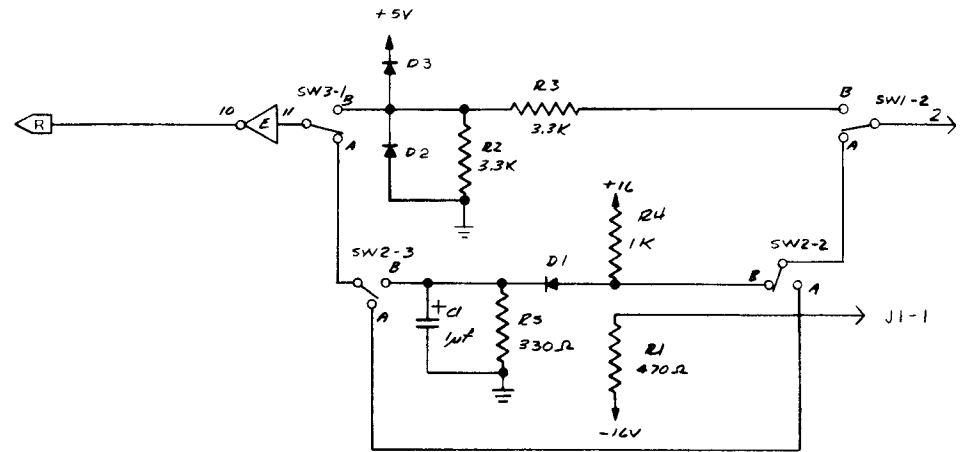 +5V
D3
R3
SW3-1
B
B
SW1-2
10
11
R
E
2
3.3K
A
D2
R2
3.3K
A
+16
R4
1K
SW2-2
SW2-3
B
D1
B
A
A
+
C1
1µf
R5
330Ω
R1
470Ω
J1-1
-16V